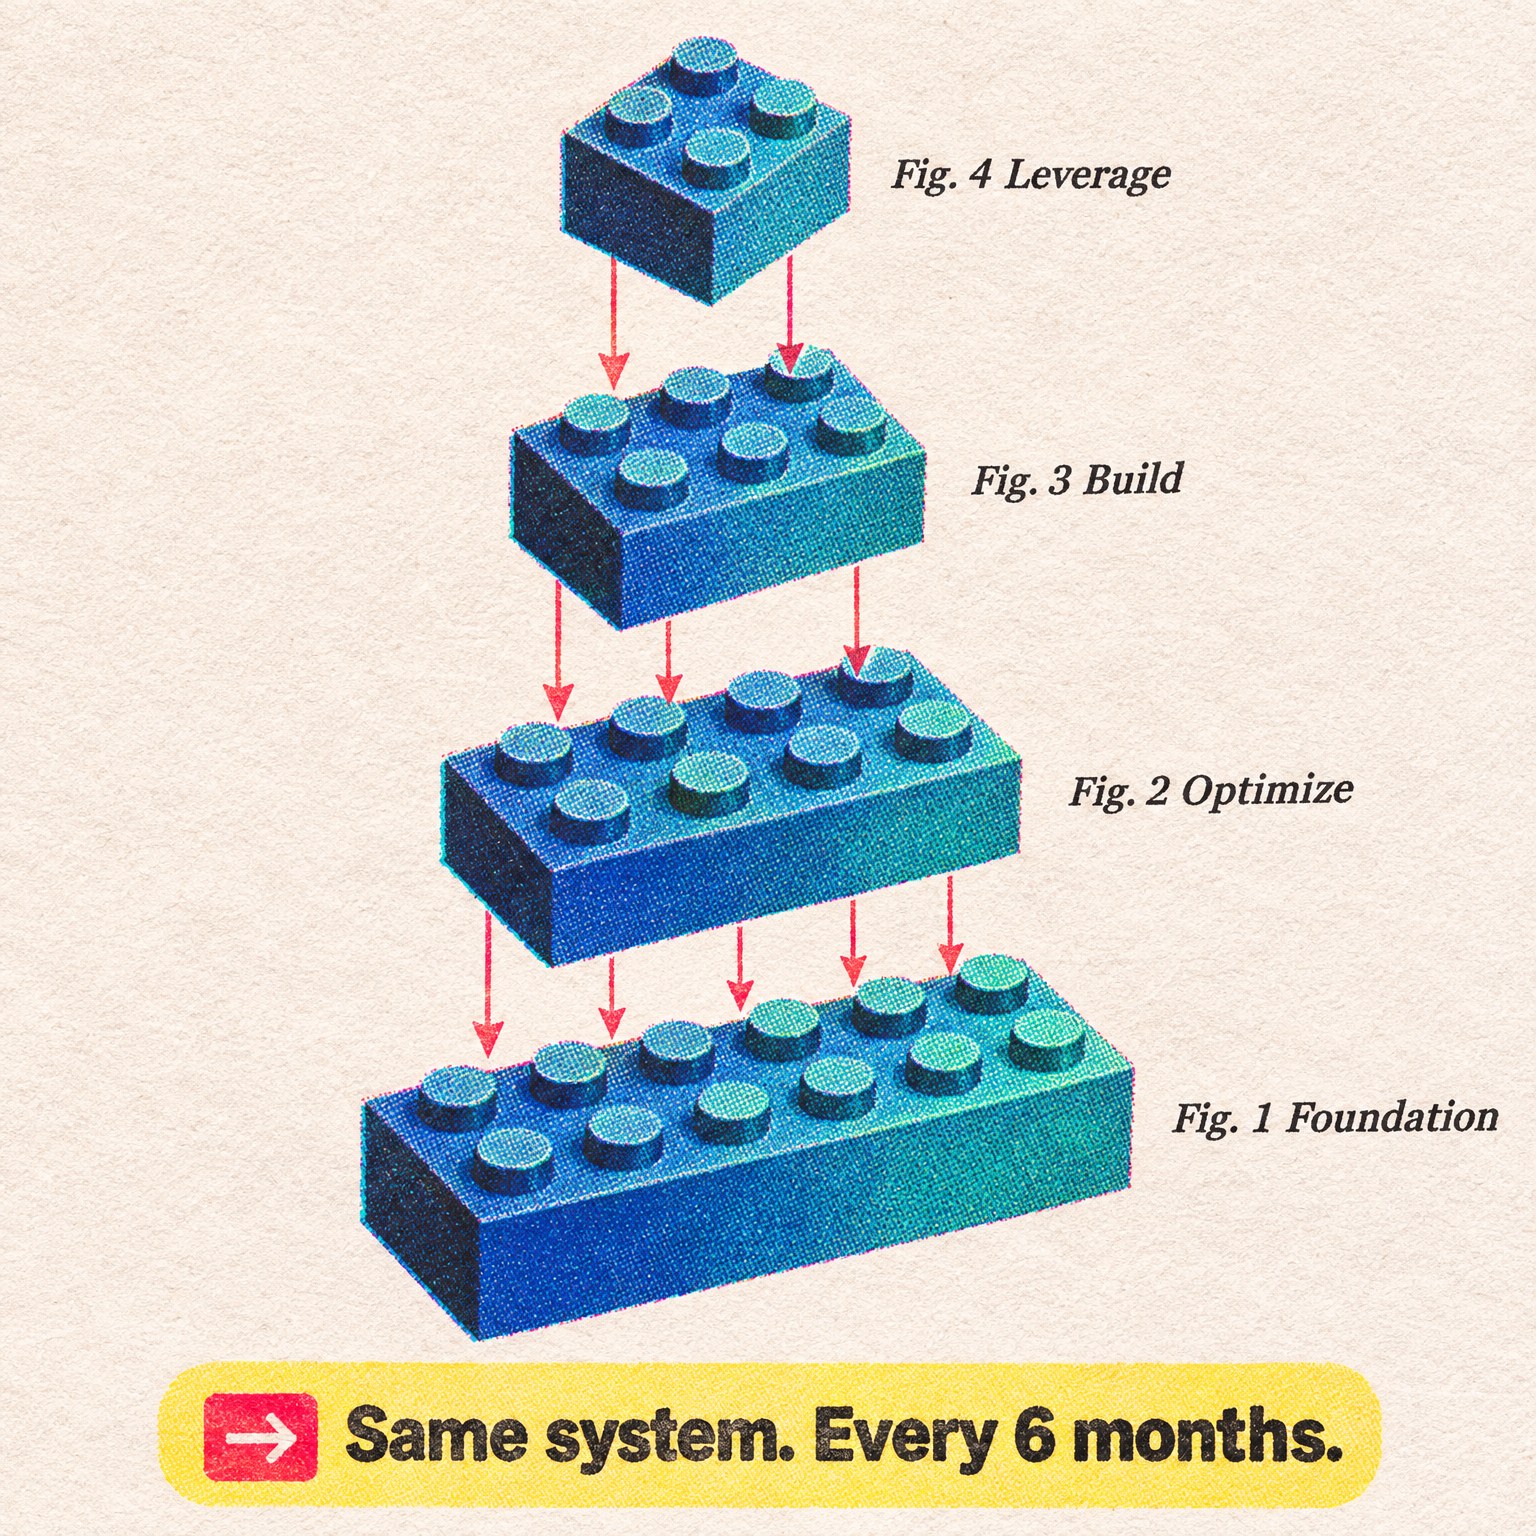 Fig. 4 Leverage
Fig. 3 Build
Fig. 2 Optimize
Fig. 1 Foundation
Same system. Every 6 months.